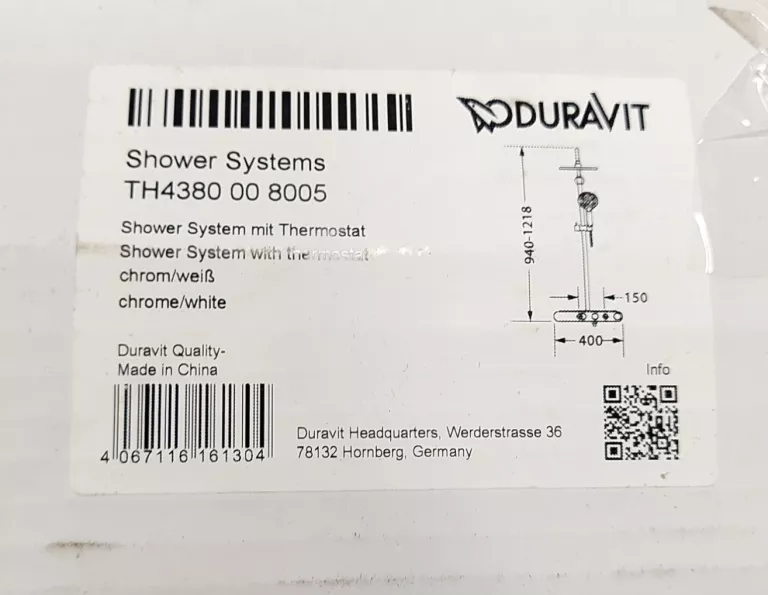 DURAVIT
Shower Systems
TH4380 00 8005
Shower System mit Thermostat
Shower System with thermostat
chrom/weiß
chrome/white
940-1218
150
400
Duravit Quality-
Made in China
Info
4 067116 161304
Duravit Headquarters, Werderstrasse 36
78132 Hornberg, Germany